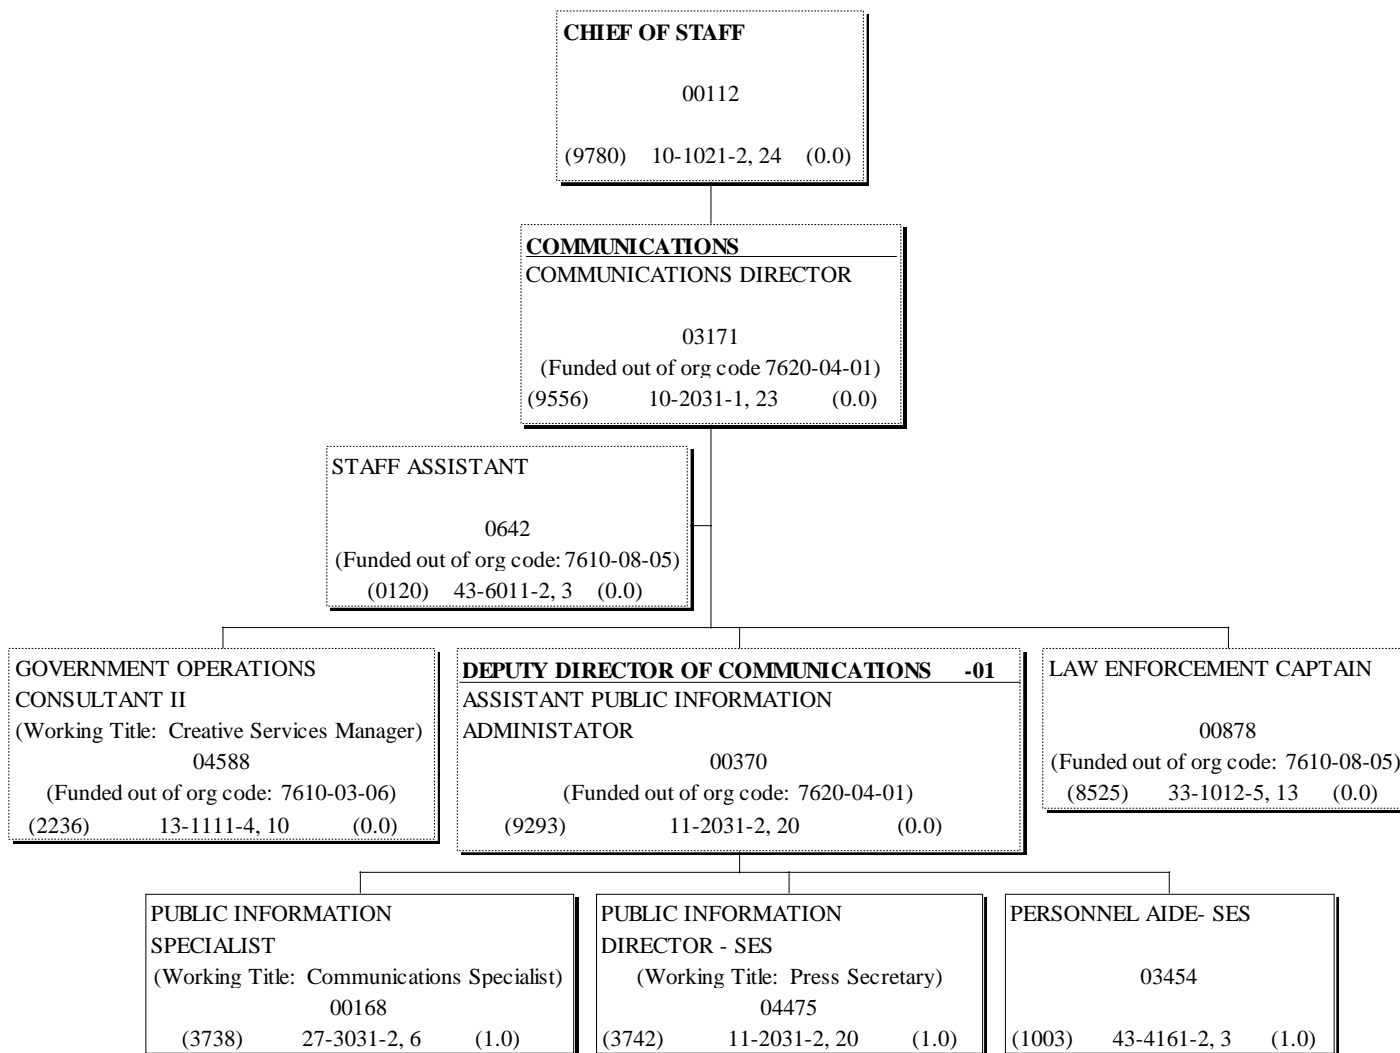 CHIEF OF STAFF
00112
(9780) 10-1021-2, 24 (0.0)
COMMUNICATIONS
COMMUNICATIONS DIRECTOR
03171
(Funded out of org code 7620-04-01)
(9556) 10-2031-1, 23 (0.0)
STAFF ASSISTANT
0642
(Funded out of org code: 7610-08-05)
(0120) 43-6011-2, 3 (0.0)
GOVERNMENT OPERATIONS
CONSULTANT II
(Working Title: Creative Services Manager)
04588
(Funded out of org code: 7610-03-06)
(2236) 13-1111-4, 10 (0.0)
DEPUTY DIRECTOR OF COMMUNICATIONS -01
ASSISTANT PUBLIC INFORMATION
ADMINISTATOR
00370
(Funded out of org code: 7620-04-01)
(9293) 11-2031-2, 20 (0.0)
LAW ENFORCEMENT CAPTAIN
00878
(Funded out of org code: 7610-08-05)
(8525) 33-1012-5, 13 (0.0)
PUBLIC INFORMATION
SPECIALIST
(Working Title: Communications Specialist)
00168
(3738) 27-3031-2, 6 (1.0)
PUBLIC INFORMATION
DIRECTOR - SES
(Working Title: Press Secretary)
04475
(3742) 11-2031-2, 20 (1.0)
PERSONNEL AIDE- SES
03454
(1003) 43-4161-2, 3 (1.0)